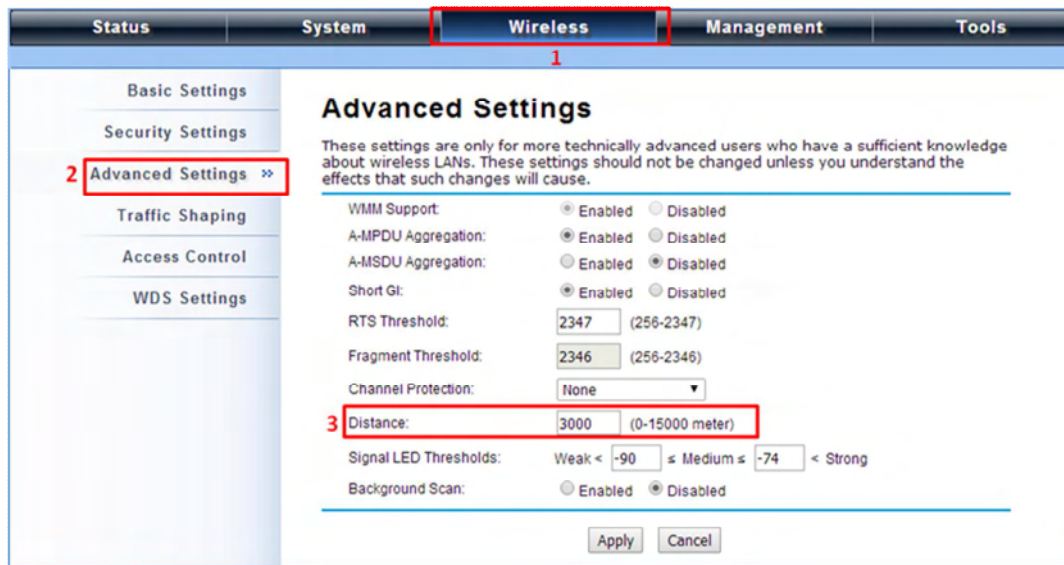 Status System Wireless Management Tools
1
Basic Settings
Security Settings
2 Advanced Settings »
Traffic Shaping
Access Control
WDS Settings
Advanced Settings
These settings are only for more technically advanced users who have a sufficient knowledge
about wireless LANs. These settings should not be changed unless you understand the
effects that such changes will cause.
WMM Support: Enabled Disabled
A-MPDU Aggregation: Enabled Disabled
A-MSDU Aggregation: Enabled Disabled
Short GI: Enabled Disabled
RTS Threshold: 2347 (256-2347)
Fragment Threshold: 2346 (256-2346)
Channel Protection: None
3 Distance: 3000 (0-15000 meter)
Signal LED Thresholds: Weak < -90 ≤ Medium ≤ -74 < Strong
Background Scan: Enabled Disabled
Apply Cancel